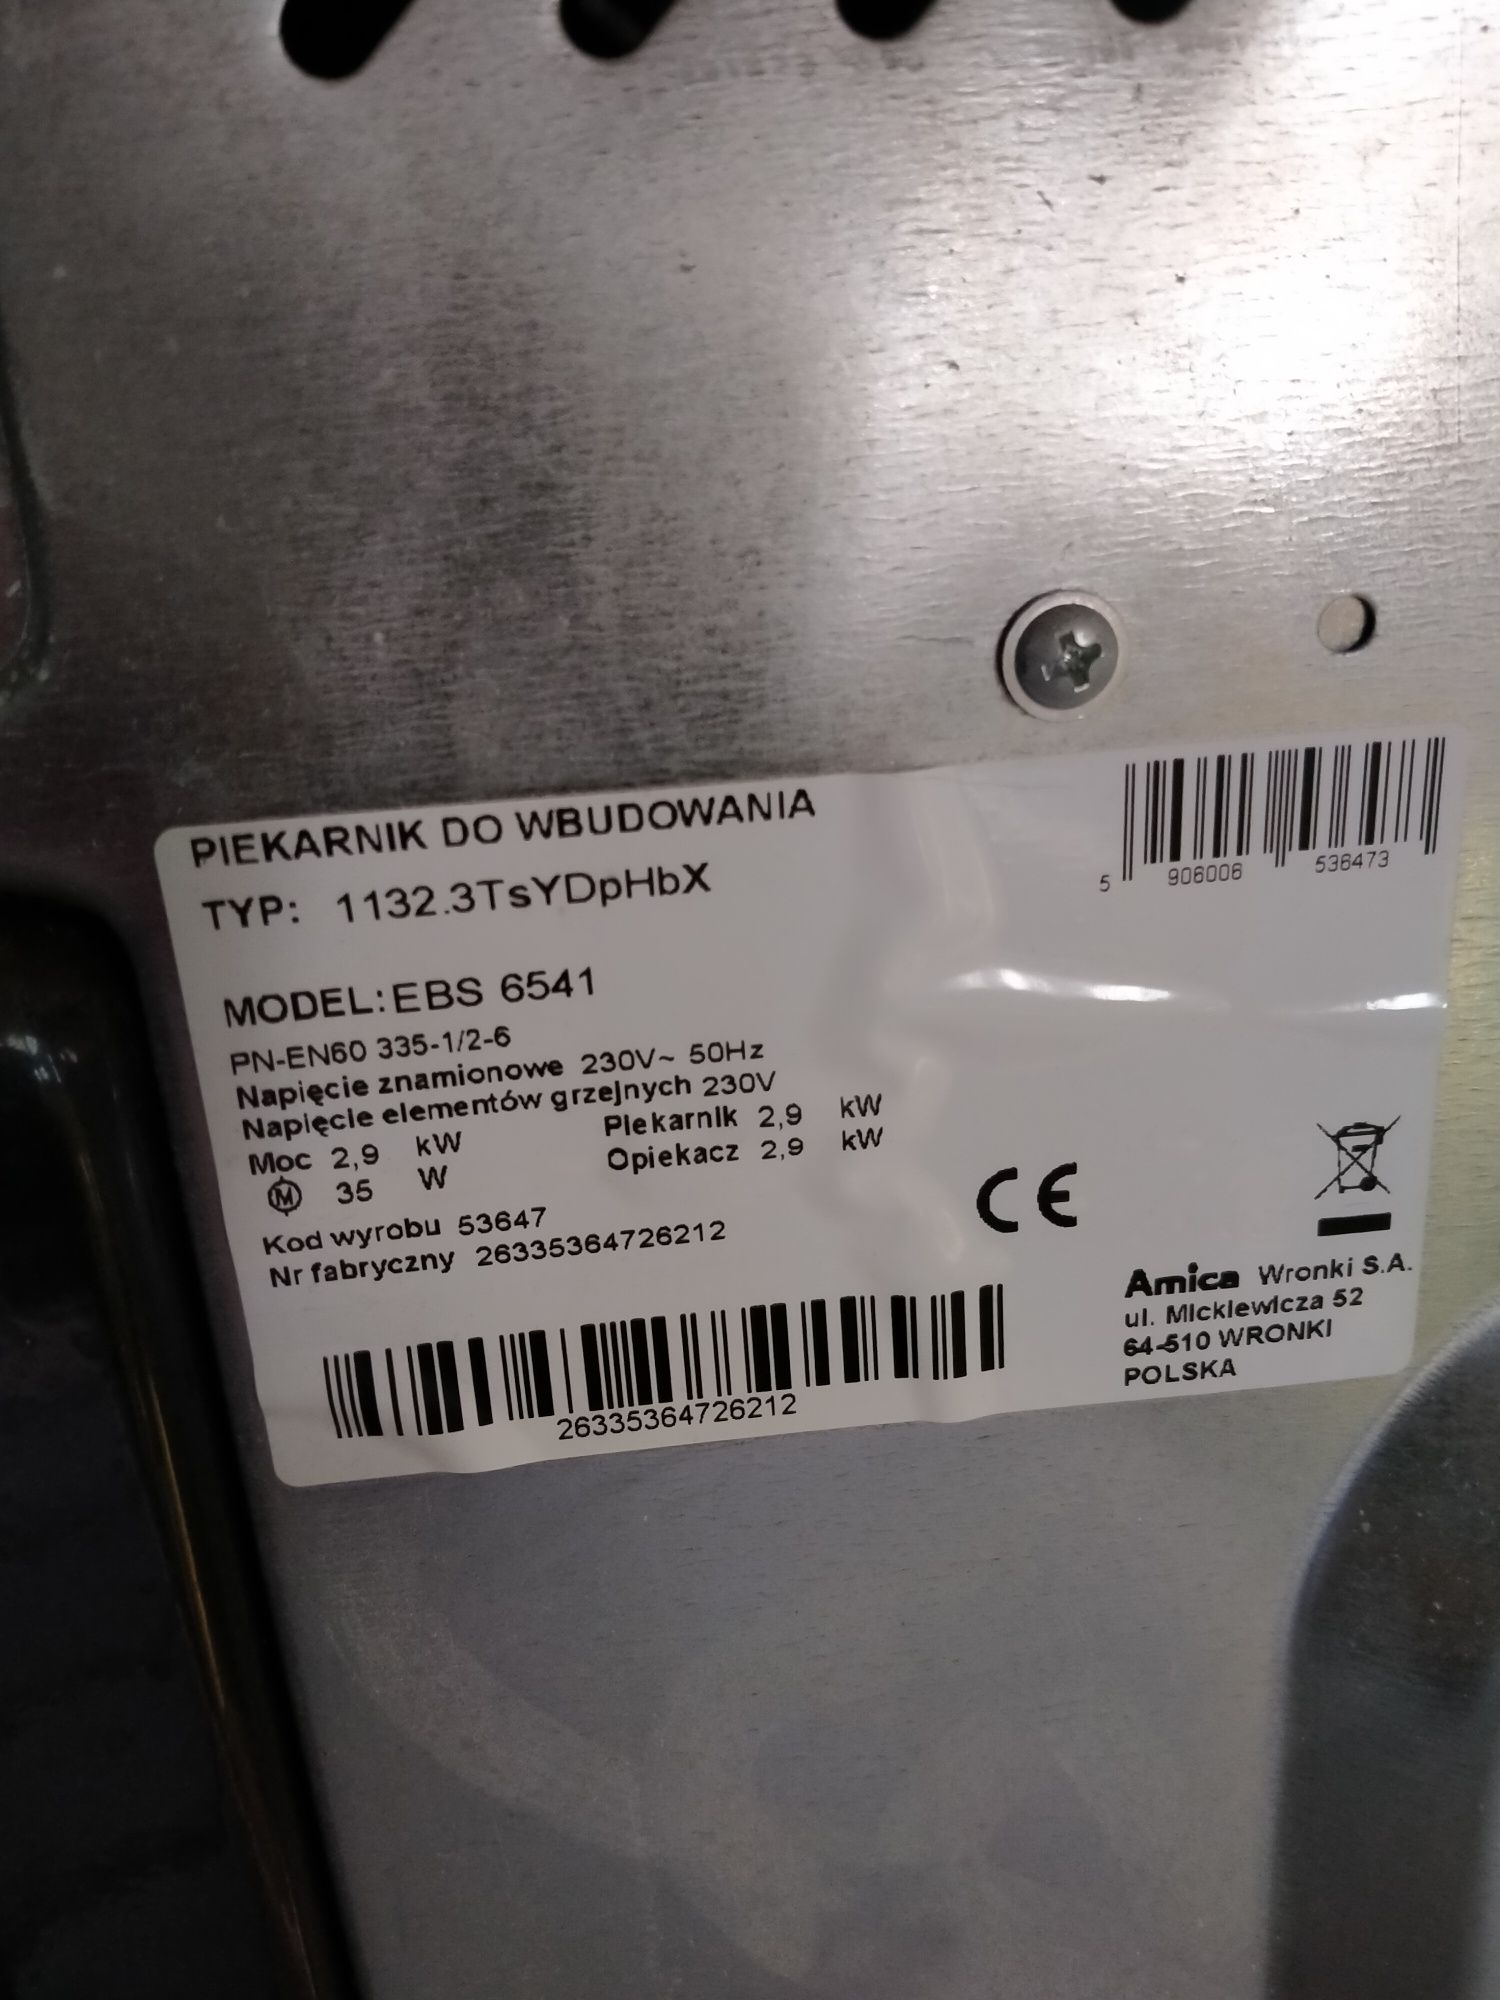 PIEKARNIK DO WBUDOWANIA
TYP: 1132.3TsYDpHbX
5 906006 536473
MODEL:EBS 6541
PN-EN60 335-1/2-6
Napięcie znamionowe 230V~ 50Hz
Napięcie elementów grzejnych 230V
Moc 2,9 kW Piekarnik 2,9 kW
M 35 W Opiekacz 2,9 kW
Kod wyrobu 53647
Nr fabryczny 26335364726212
26335364726212
CE
Amica Wronki S.A.
ul. Mickiewicza 52
64-510 WRONKI
POLSKA